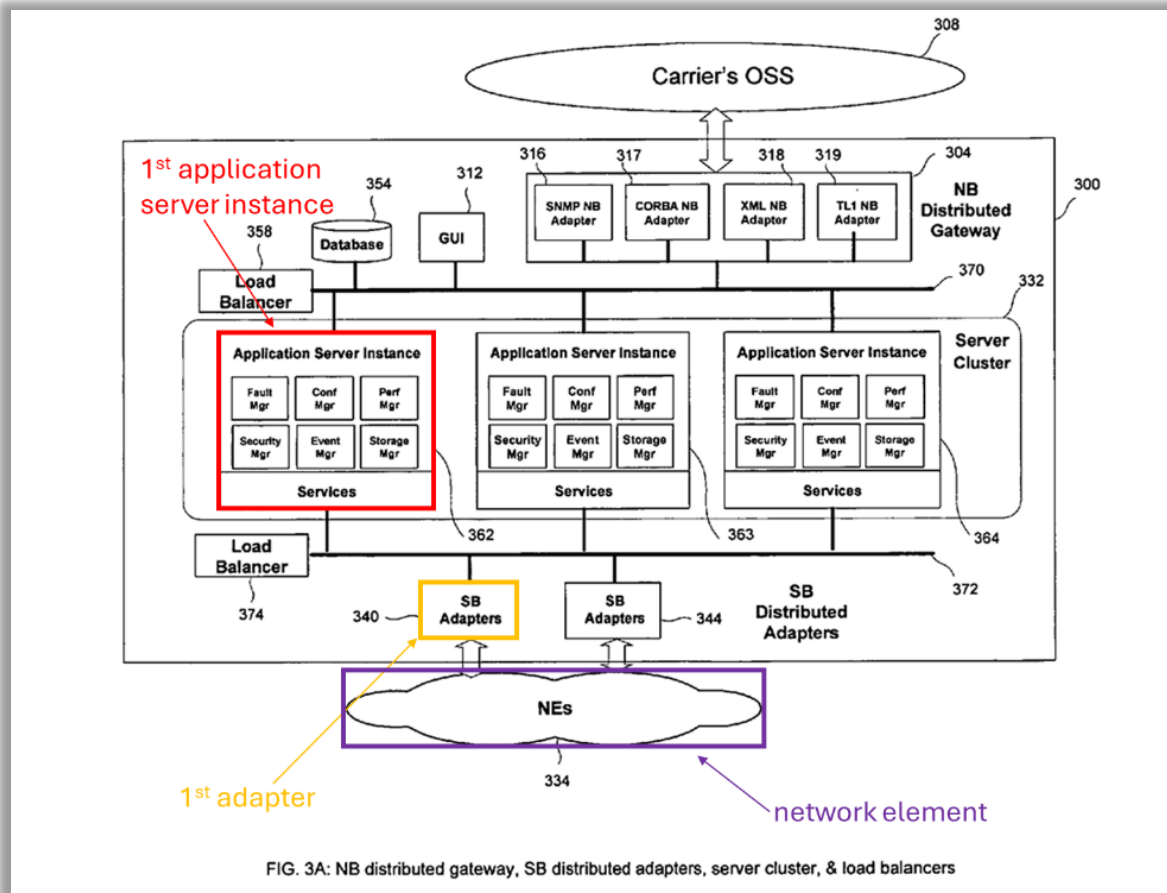 308
Carrier's OSS
1st application
server instance
354
312
316
317
318
319
304
300
SNMP NB
Adapter
CORBA NB
Adapter
XML NB
Adapter
TL1 NB
Adapter
NB
Distributed
Gateway
Database
GUI
358
Load
Balancer
370
332
Server
Cluster
Application Server Instance
Fault
Mgr
Conf
Mgr
Perf
Mgr
Security
Mgr
Event
Mgr
Storage
Mgr
Services
362
Application Server Instance
Fault
Mgr
Conf
Mgr
Perf
Mgr
Security
Mgr
Event
Mgr
Storage
Mgr
Services
363
Application Server Instance
Fault
Mgr
Conf
Mgr
Perf
Mgr
Security
Mgr
Event
Mgr
Storage
Mgr
Services
364
Load
Balancer
374
372
340
SB
Adapters
SB
Adapters
344
SB
Distributed
Adapters
NEs
334
1st adapter
network element
FIG. 3A: NB distributed gateway, SB distributed adapters, server cluster, & load balancers